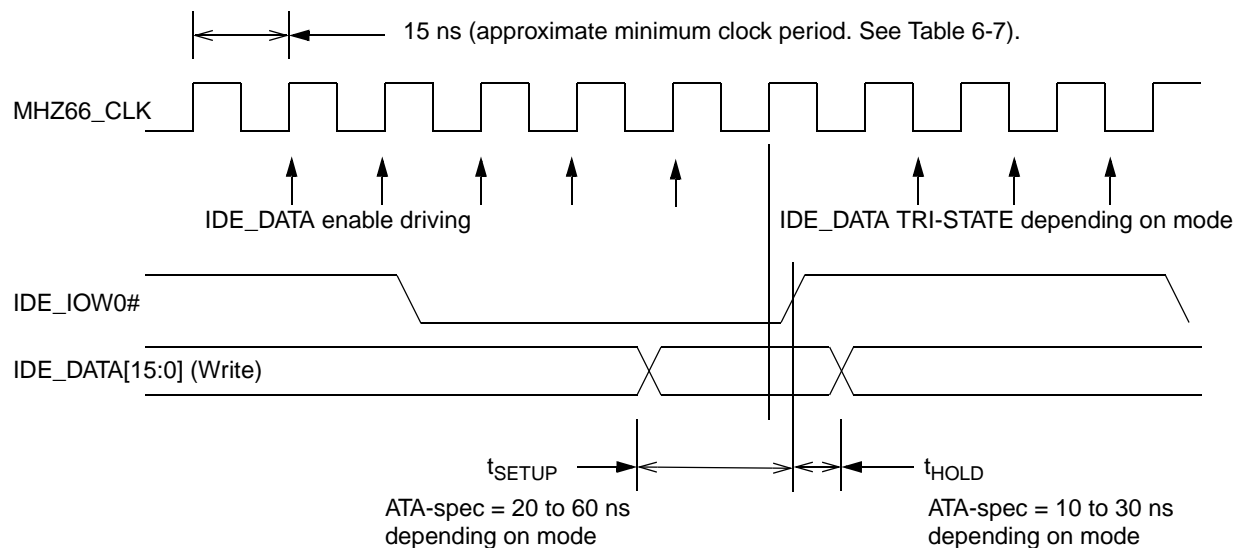 15 ns (approximate minimum clock period. See Table 6-7).
MHZ66_CLK
IDE_DATA enable driving
IDE_DATA TRI-STATE depending on mode
IDE_IOW0#
IDE_DATA[15:0] (Write)
tSETUP
tHOLD
ATA-spec = 20 to 60 ns
depending on mode
ATA-spec = 10 to 30 ns
depending on mode